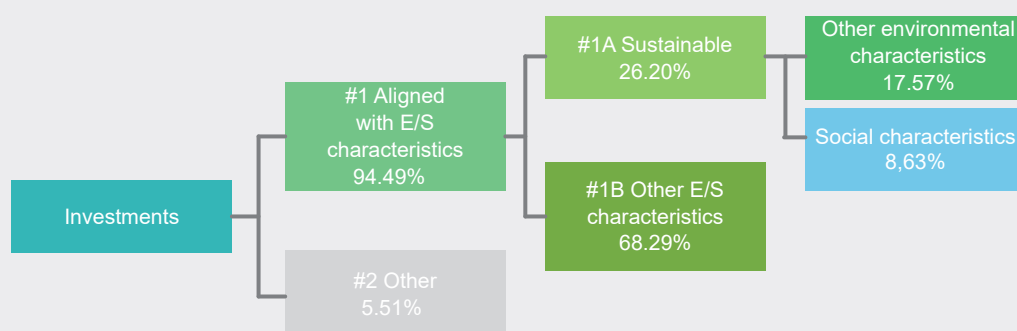 Investments
#1 Aligned
with E/S
characteristics
94.49%
#2 Other
5.51%
#1A Sustainable
26.20%
#1B Other E/S
characteristics
68.29%
Other environmental
characteristics
17.57%
Social characteristics
8,63%